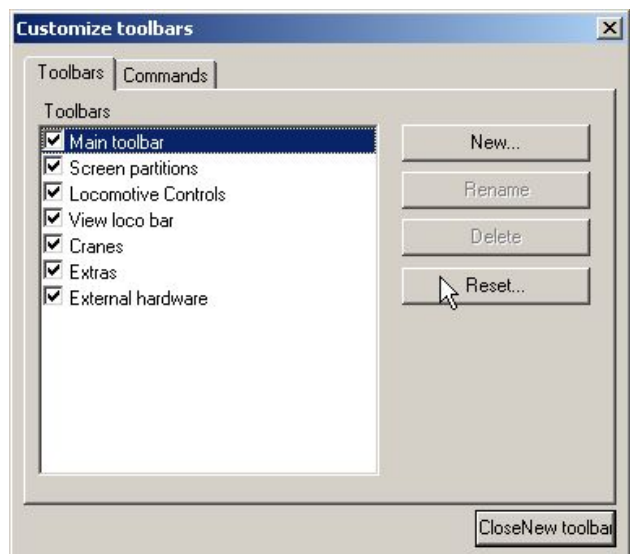 Customize toolbars
Toolbars
Commands
Toolbars
Main toolbar
Screen partitions
Locomotive Controls
View loco bar
Cranes
Extras
External hardware
New...
Rename
Delete
Reset...
CloseNew toolbar